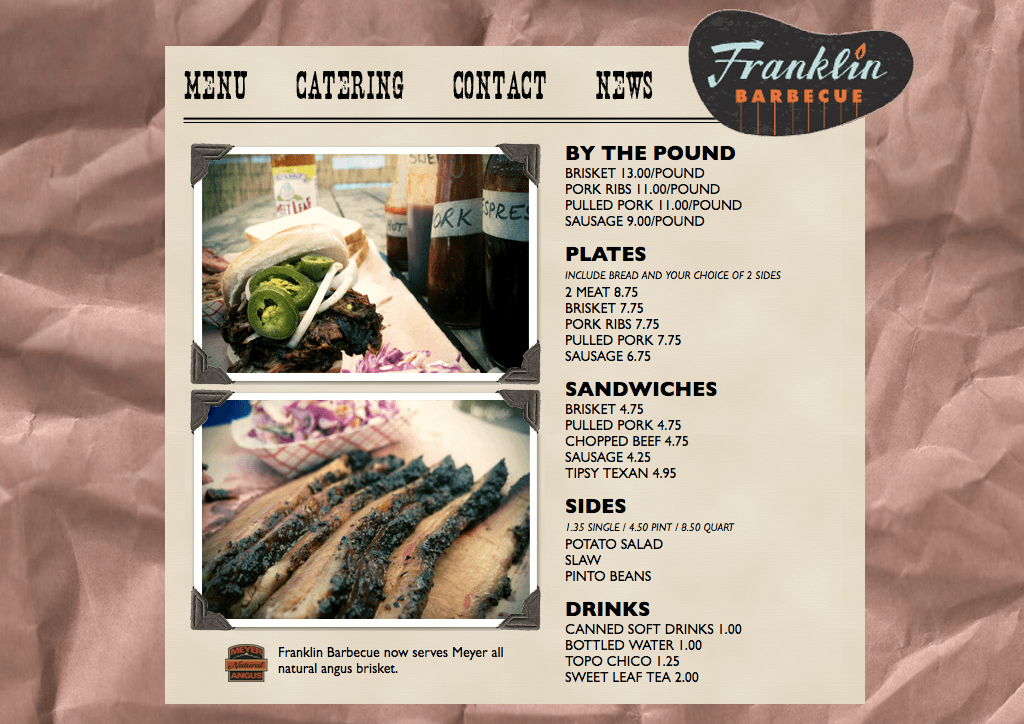 MENU CATERING CONTACT NEWS
Franklin
BARBECUE
BY THE POUND
BRISKET 13.00/POUND
PORK RIBS 11.00/POUND
PULLED PORK 11.00/POUND
SAUSAGE 9.00/POUND
PLATES
INCLUDE BREAD AND YOUR CHOICE OF 2 SIDES
2 MEAT 8.75
BRISKET 7.75
PORK RIBS 7.75
PULLED PORK 7.75
SAUSAGE 6.75
SANDWICHES
BRISKET 4.75
PULLED PORK 4.75
CHOPPED BEEF 4.75
SAUSAGE 4.25
TIPSY TEXAN 4.95
SIDES
1.35 SINGLE / 4.50 PINT / 8.50 QUART
POTATO SALAD
SLAW
PINTO BEANS
DRINKS
CANNED SOFT DRINKS 1.00
BOTTLED WATER 1.00
TOPO CHICO 1.25
SWEET LEAF TEA 2.00
MEYER
Natural
ANGUS
Franklin Barbecue now serves Meyer all
natural angus brisket.